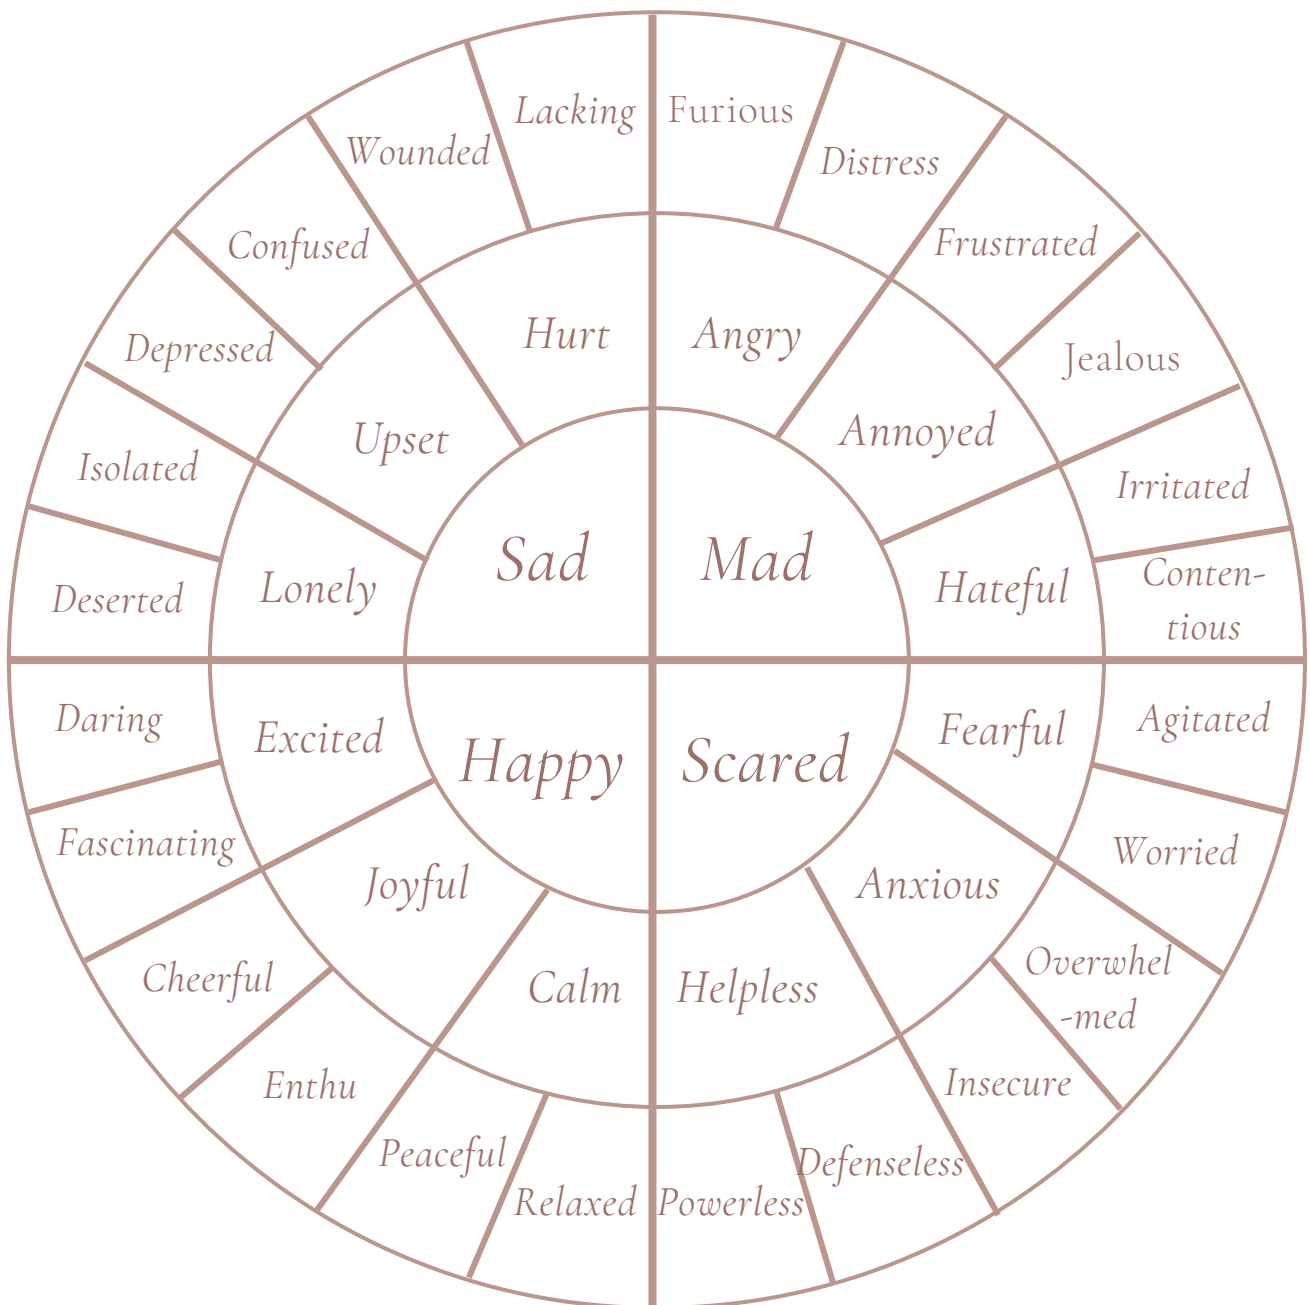 Lacking
Furious
Wounded
Distress
Confused
Frustrated
Hurt
Angry
Depressed
Jealous
Upset
Annoyed
Isolated
Irritated
Sad
Mad
Lonely
Hateful
Deserted
Conten-
tious
Daring
Excited
Happy
Scared
Fearful
Agitated
Fascinating
Worried
Joyful
Anxious
Cheerful
Overwhel
-med
Calm
Helpless
Enthu
Insecure
Peaceful
Defenseless
Relaxed
Powerless